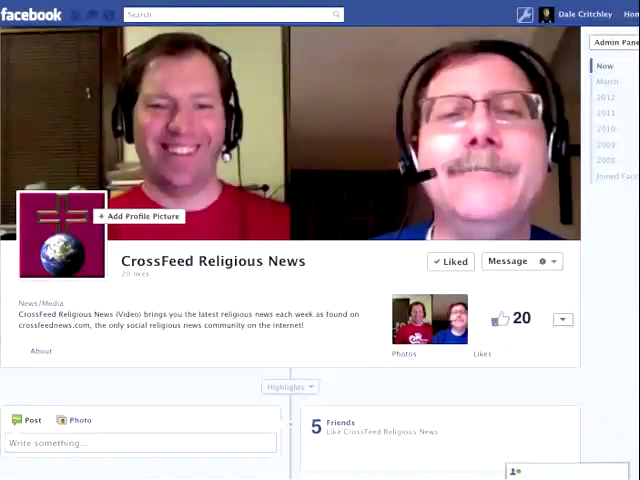 facebook
Search
Dale Critchley
Hon
Admin Pane
Now
March
2012
2011
2010
2009
2008
Joined Face
+ Add Profile Picture
CrossFeed Religious News
20 likes
Liked
Message
News/Media
CrossFeed Religious News (Video) brings you the latest religious news each week as found on
crossfeednews.com, the only social religious news community on the internet!
About
Photos
20
Likes
Highlights
Post
Photo
Write something...
5
Friends
Like CrossFeed Religious News